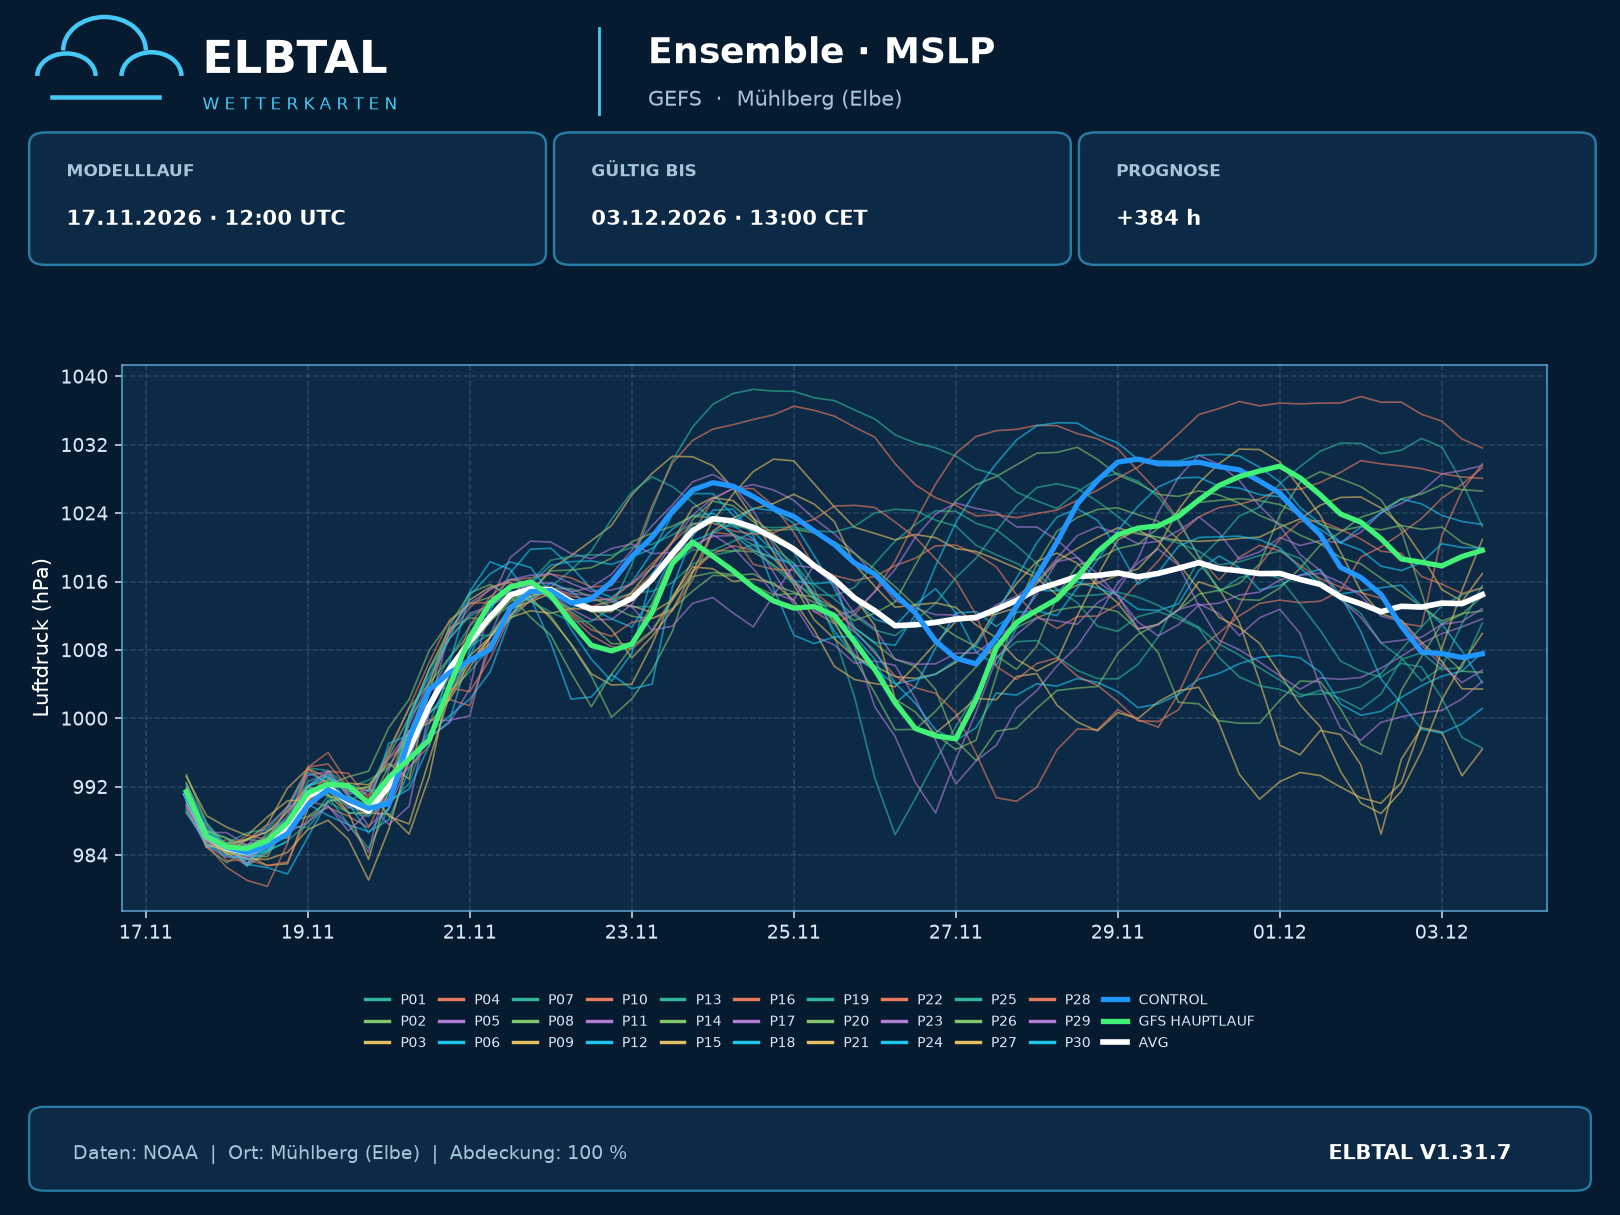 ELBTAL
WETTERKARTEN
Ensemble · MSLP
GEFS · Mühlberg (Elbe)
MODELLLAUF
17.11.2026 · 12:00 UTC
GÜLTIG BIS
03.12.2026 · 13:00 CET
PROGNOSE
+384 h
Luftdruck (hPa)
1040
1032
1024
1016
1008
1000
992
984
17.11 19.11 21.11 23.11 25.11 27.11 29.11 01.12 03.12
P01 P04 P07 P10 P13 P16 P19 P22 P25 P28 CONTROL
P02 P05 P08 P11 P14 P17 P20 P23 P26 P29 GFS HAUPTLAUF
P03 P06 P09 P12 P15 P18 P21 P24 P27 P30 AVG
Daten: NOAA | Ort: Mühlberg (Elbe) | Abdeckung: 100 %
ELBTAL V1.31.7